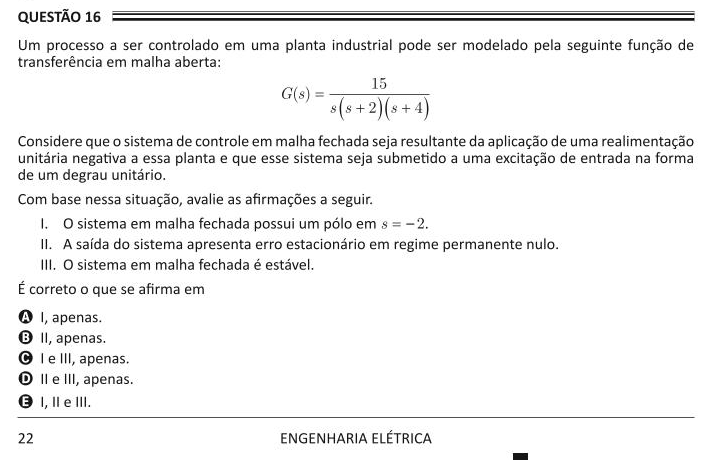 QUESTÃO 16
Um processo a ser controlado em uma planta industrial pode ser modelado pela seguinte função de
transferência em malha aberta:
G(s) = 15 / s(s + 2)(s + 4)
Considere que o sistema de controle em malha fechada seja resultante da aplicação de uma realimentação
unitária negativa a essa planta e que esse sistema seja submetido a uma excitação de entrada na forma
de um degrau unitário.
Com base nessa situação, avalie as afirmações a seguir.
I. O sistema em malha fechada possui um pólo em s = −2.
II. A saída do sistema apresenta erro estacionário em regime permanente nulo.
III. O sistema em malha fechada é estável.
É correto o que se afirma em
A I, apenas.
B II, apenas.
C I e III, apenas.
D II e III, apenas.
E I, II e III.
22 ENGENHARIA ELÉTRICA